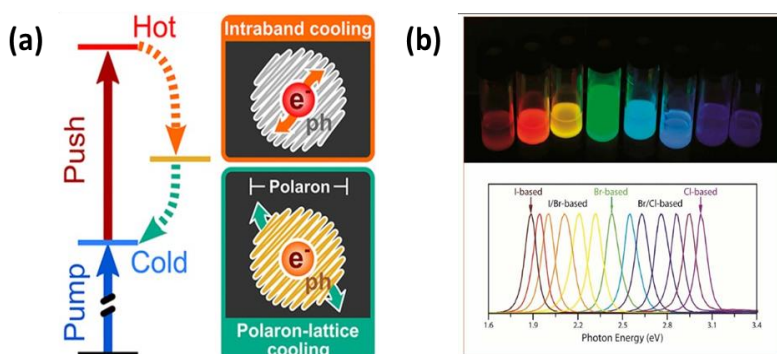 (a)
Hot
Push
Cold
Pump
Intraband cooling
e-
ph
Polaron
e-
ph
Polaron-lattice
cooling
(b)
I-based
I/Br-based
Br-based
Br/Cl-based
Cl-based
1.6 1.9 2.2 2.5 2.8 3.1 3.4
Photon Energy (eV)